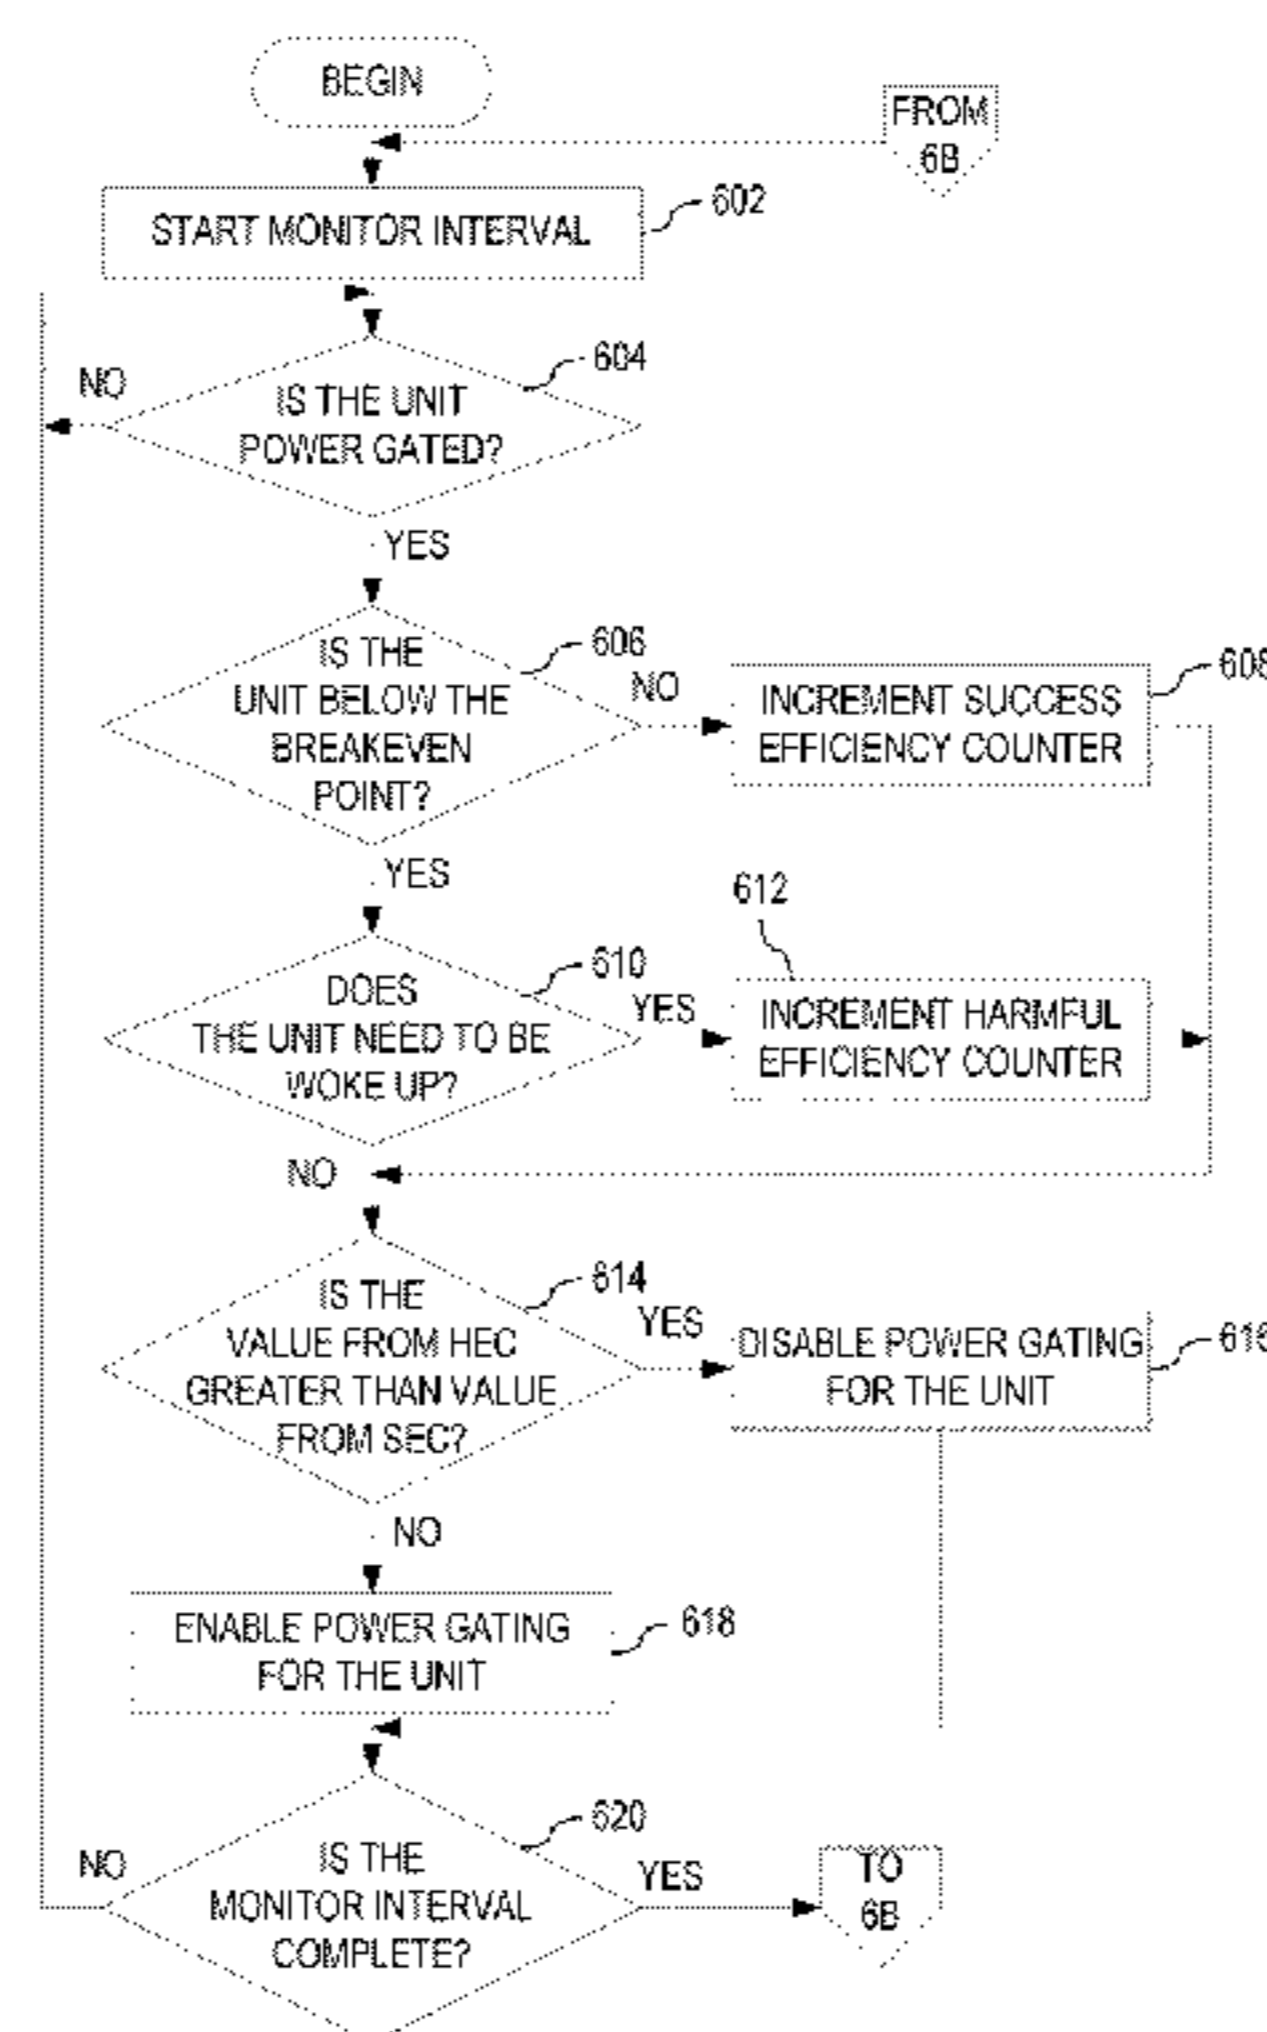 BEGIN
FROM
6B
START MONITOR INTERVAL
602
NO
IS THE UNIT
POWER GATED?
604
YES
IS THE
UNIT BELOW THE
BREAKEVEN
POINT?
606
NO
INCREMENT SUCCESS
EFFICIENCY COUNTER
608
YES
DOES
THE UNIT NEED TO BE
WOKE UP?
610
YES
612
INCREMENT HARMFUL
EFFICIENCY COUNTER
NO
IS THE
VALUE FROM HEC
GREATER THAN VALUE
FROM SEC?
614
YES
DISABLE POWER GATING
FOR THE UNIT
616
NO
ENABLE POWER GATING
FOR THE UNIT
618
NO
IS THE
MONITOR INTERVAL
COMPLETE?
620
YES
TO
6B